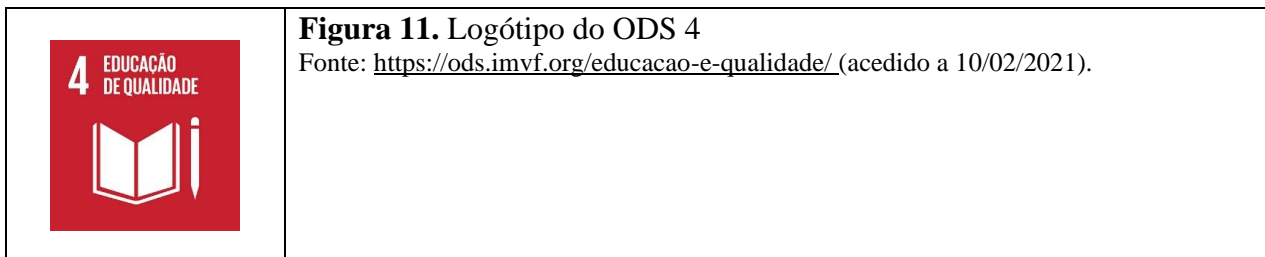 4 EDUCAÇÃO
DE QUALIDADE
Figura 11. Logótipo do ODS 4
Fonte: https://ods.imvf.org/educacao-e-qualidade/ (acedido a 10/02/2021).